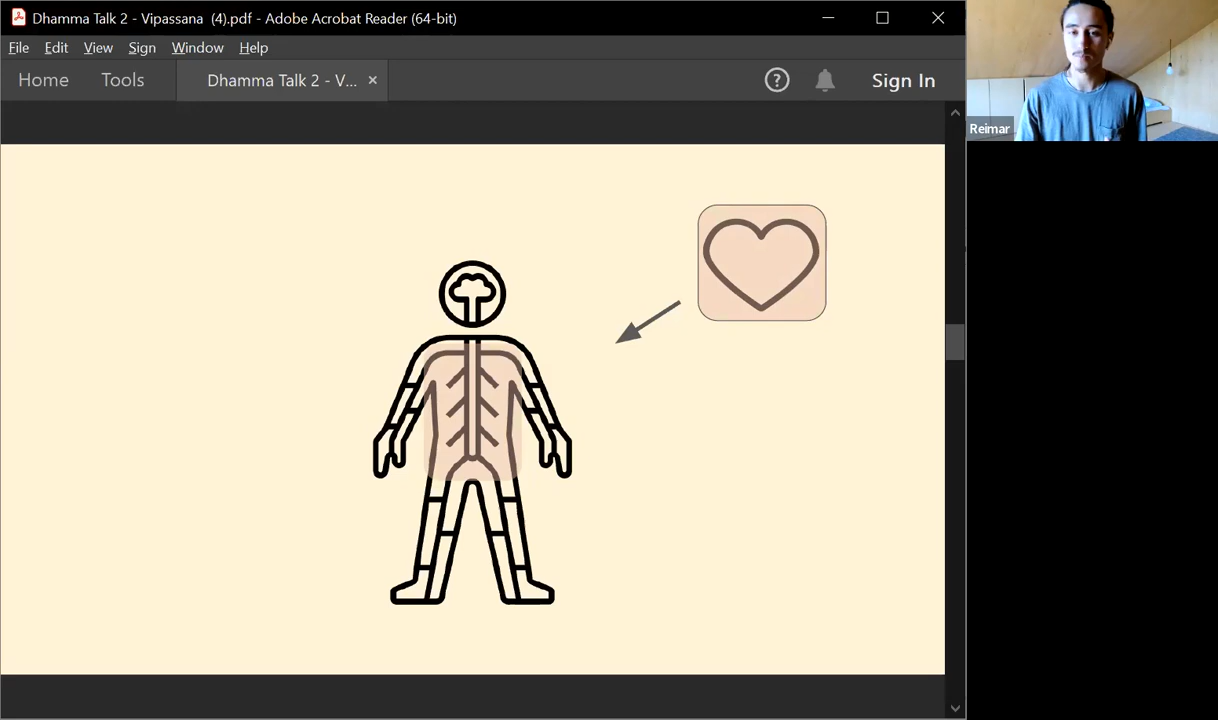 Dhamma Talk 2 - Vipassana  (4).pdf - Adobe Acrobat Reader (64-bit)
File Edit View Sign Window Help
Home Tools Dhamma Talk 2 - V... Sign In
Reimar